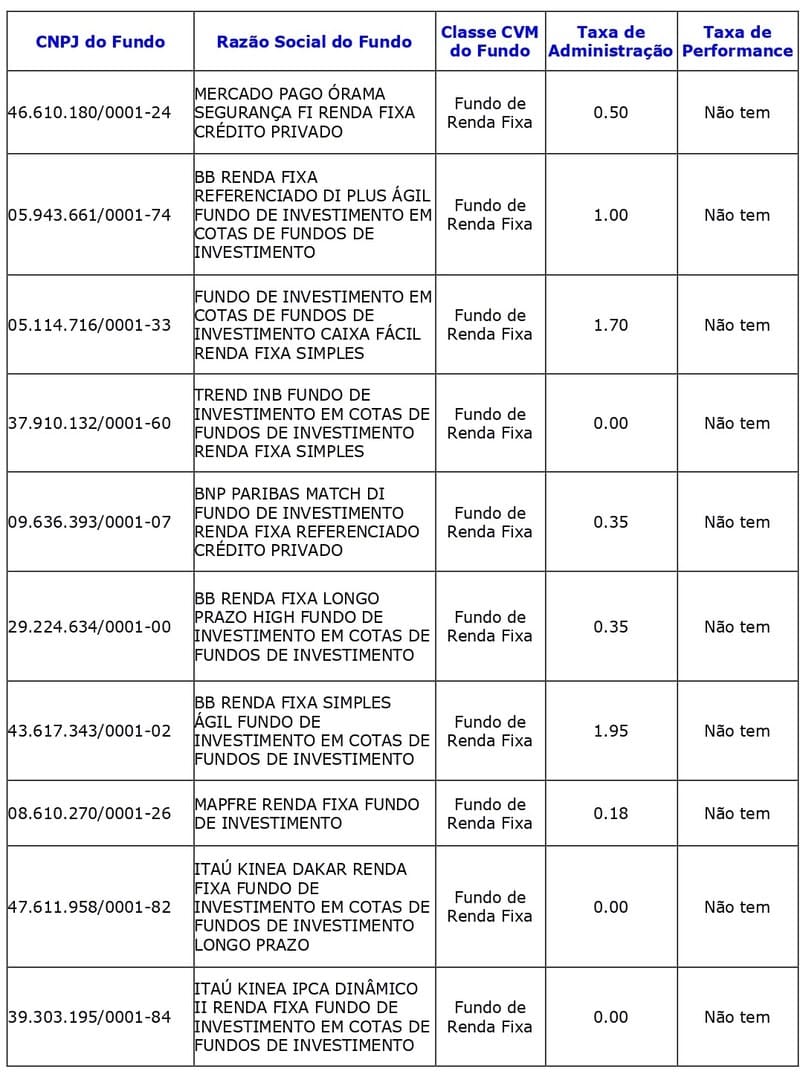 CNPJ do Fundo
Razão Social do Fundo
Classe CVM
do Fundo
Taxa de
Administração
Taxa de
Performance
46.610.180/0001-24
MERCADO PAGO ÓRAMA
SEGURANÇA FI RENDA FIXA
CRÉDITO PRIVADO
Fundo de
Renda Fixa
0.50
Não tem
05.943.661/0001-74
BB RENDA FIXA
REFERENCIADO DI PLUS ÁGIL
FUNDO DE INVESTIMENTO EM
COTAS DE FUNDOS DE
INVESTIMENTO
Fundo de
Renda Fixa
1.00
Não tem
05.114.716/0001-33
FUNDO DE INVESTIMENTO EM
COTAS DE FUNDOS DE
INVESTIMENTO CAIXA FÁCIL
RENDA FIXA SIMPLES
Fundo de
Renda Fixa
1.70
Não tem
37.910.132/0001-60
TREND INB FUNDO DE
INVESTIMENTO EM COTAS DE
FUNDOS DE INVESTIMENTO
RENDA FIXA SIMPLES
Fundo de
Renda Fixa
0.00
Não tem
09.636.393/0001-07
BNP PARIBAS MATCH DI
FUNDO DE INVESTIMENTO
RENDA FIXA REFERENCIADO
CRÉDITO PRIVADO
Fundo de
Renda Fixa
0.35
Não tem
29.224.634/0001-00
BB RENDA FIXA LONGO
PRAZO HIGH FUNDO DE
INVESTIMENTO EM COTAS DE
FUNDOS DE INVESTIMENTO
Fundo de
Renda Fixa
0.35
Não tem
43.617.343/0001-02
BB RENDA FIXA SIMPLES
ÁGIL FUNDO DE
INVESTIMENTO EM COTAS DE
FUNDOS DE INVESTIMENTO
Fundo de
Renda Fixa
1.95
Não tem
08.610.270/0001-26
MAPFRE RENDA FIXA FUNDO
DE INVESTIMENTO
Fundo de
Renda Fixa
0.18
Não tem
47.611.958/0001-82
ITAÚ KINEA DAKAR RENDA
FIXA FUNDO DE
INVESTIMENTO EM COTAS DE
FUNDOS DE INVESTIMENTO
LONGO PRAZO
Fundo de
Renda Fixa
0.00
Não tem
39.303.195/0001-84
ITAÚ KINEA IPCA DINÂMICO
II RENDA FIXA FUNDO DE
INVESTIMENTO EM COTAS DE
FUNDOS DE INVESTIMENTO
Fundo de
Renda Fixa
0.00
Não tem